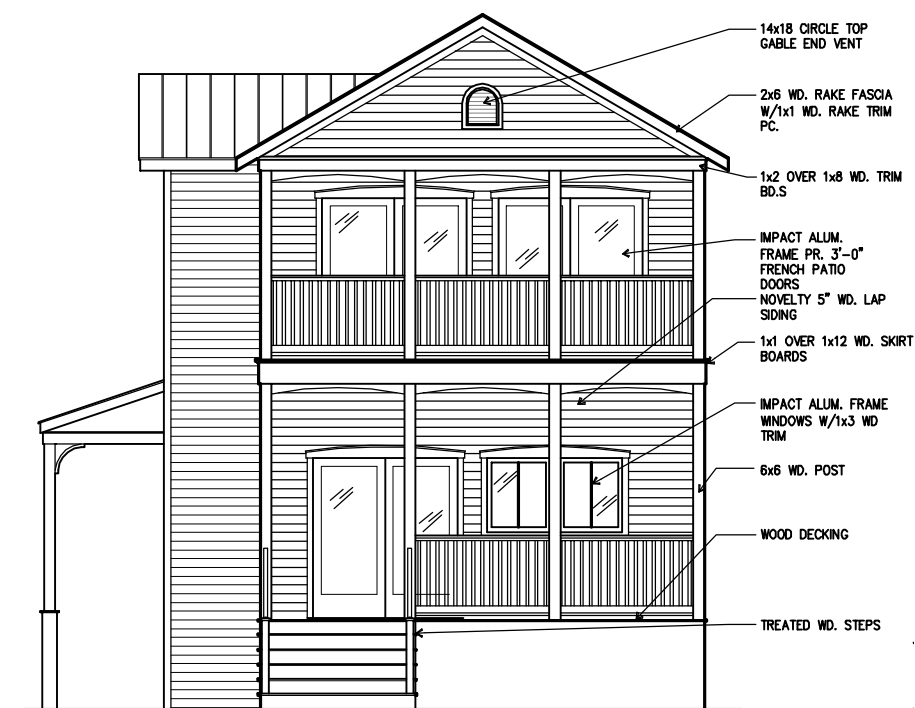 14x18 CIRCLE TOP
GABLE END VENT
2x6 WD. RAKE FASCIA
W/1x1 WD. RAKE TRIM
PC.
1x2 OVER 1x8 WD. TRIM
BD.S
IMPACT ALUM.
FRAME PR. 3'-0"
FRENCH PATIO
DOORS
NOVELTY 5" WD. LAP
SIDING
1x1 OVER 1x12 WD. SKIRT
BOARDS
IMPACT ALUM. FRAME
WINDOWS W/1x3 WD
TRIM
6x6 WD. POST
WOOD DECKING
TREATED WD. STEPS